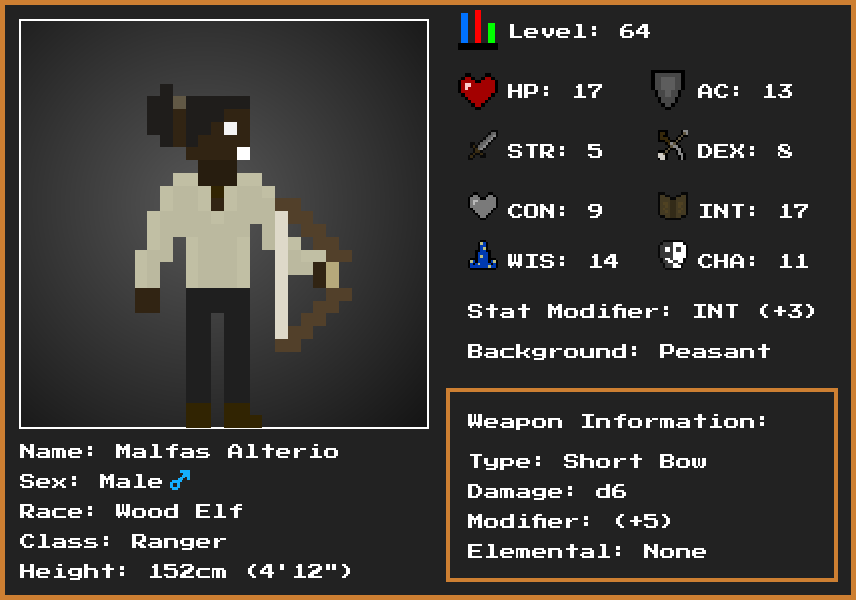 Level: 64
HP: 17
AC: 13
STR: 5
DEX: 8
CON: 9
INT: 17
WIS: 14
CHA: 11
Stat Modifier: INT (+3)
Background: Peasant
Weapon Information:
Type: Short Bow
Damage: d6
Modifier: (+5)
Elemental: None
Name: Malfas Alterio
Sex: Male ♂
Race: Wood Elf
Class: Ranger
Height: 152cm (4'12")